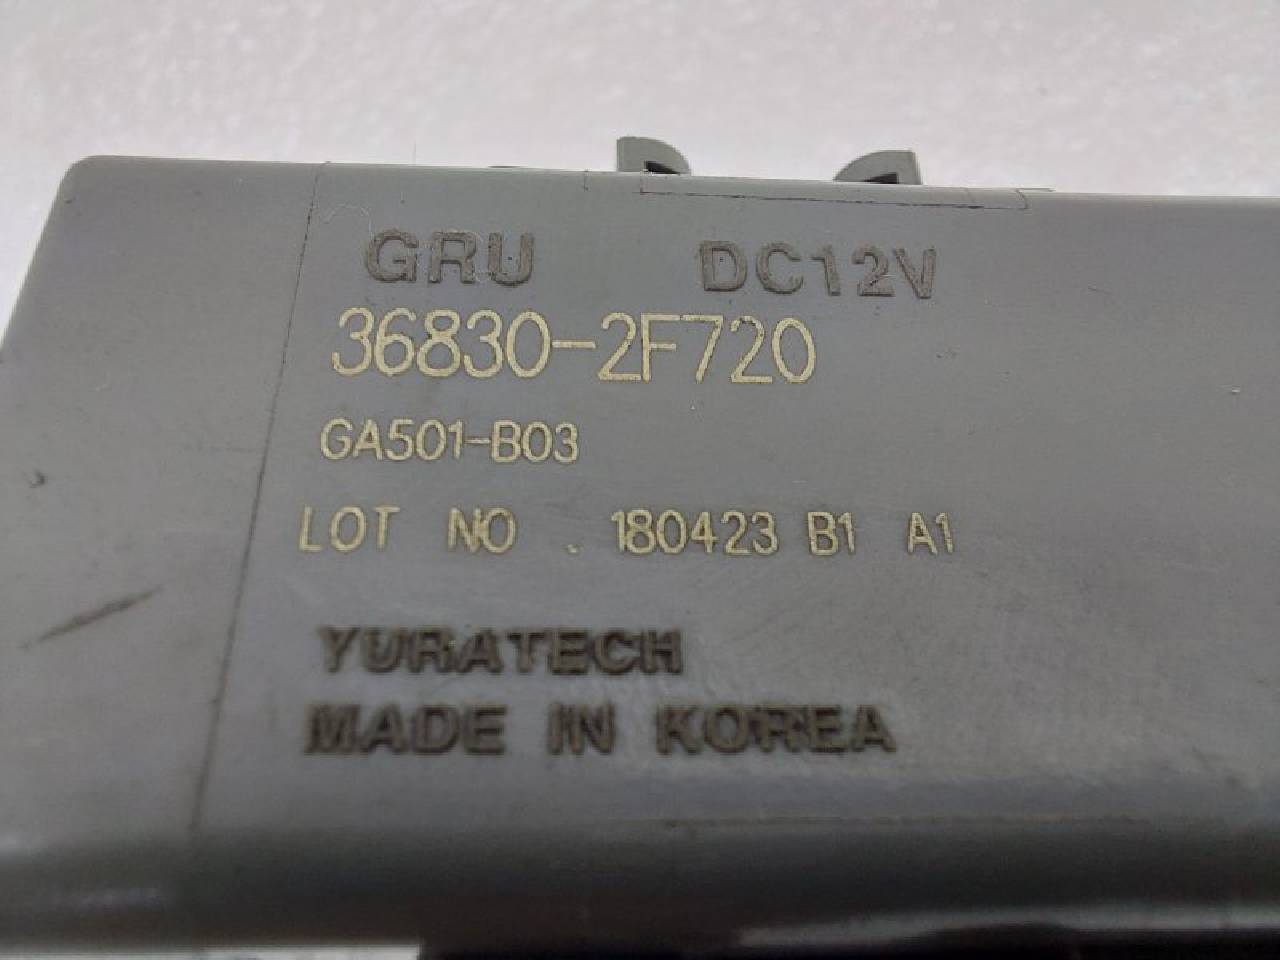 GRU DC12V
36830-2F720
GA501-B03
LOT NO . 180423 B1 A1
YURATECH
MADE IN KOREA